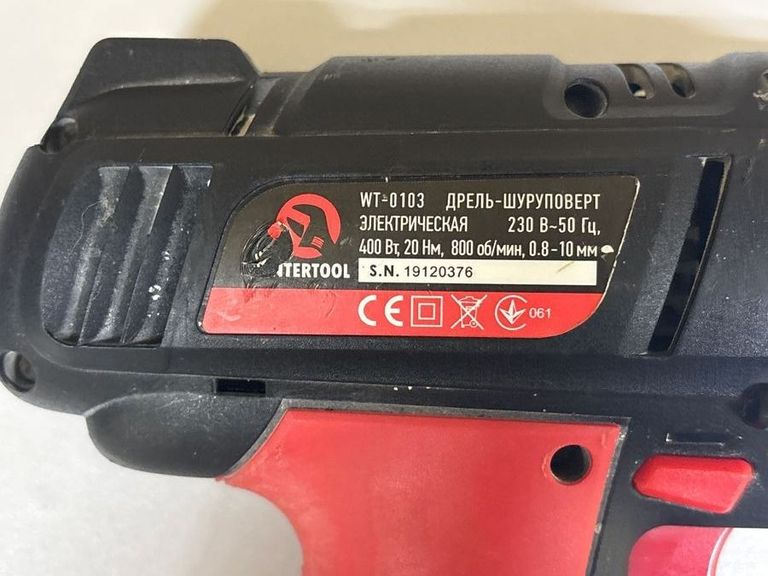 WT-0103 ДРЕЛЬ-ШУРУПОВЕРТ
ЭЛЕКТРИЧЕСКАЯ 230 В~50 Гц,
400 Вт, 20 Нм, 800 об/мин, 0.8-10 мм
TERTOOL S.N. 19120376
CE 061